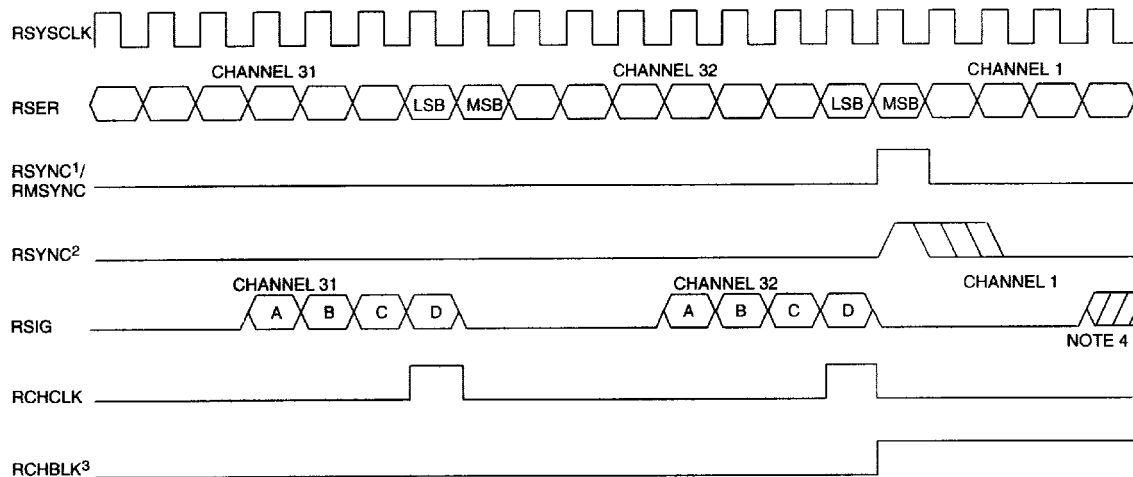 RSYSCLK
CHANNEL 31 CHANNEL 32 CHANNEL 1
RSER LSB MSB LSB MSB
RSYNC¹/
RMSYNC
RSYNC²
CHANNEL 31 CHANNEL 32 CHANNEL 1
RSIG A B C D A B C D
NOTE 4
RCHCLK
RCHBLK³